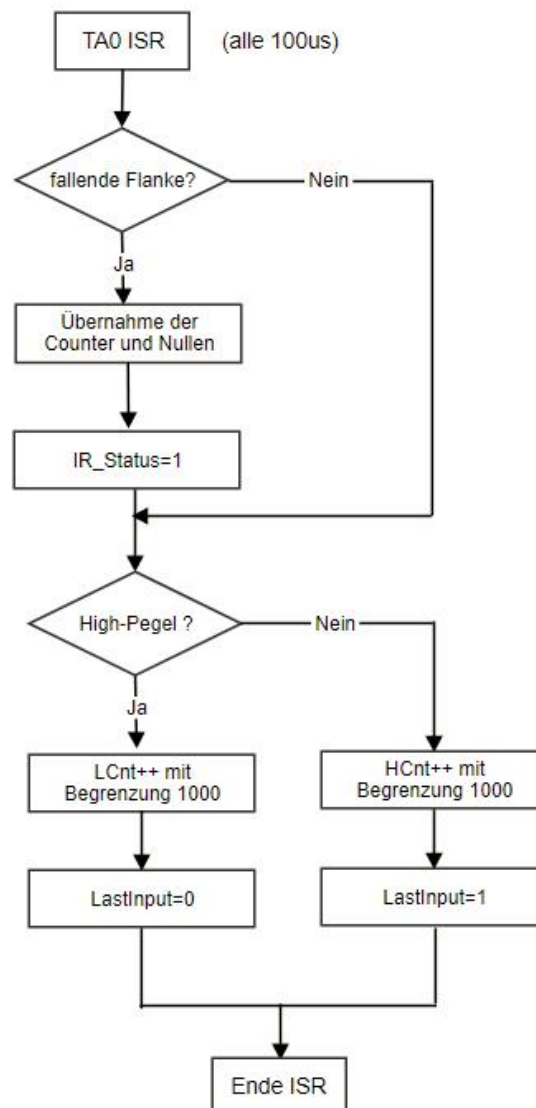 TA0 ISR
(alle 100us)
fallende Flanke?
Nein
Ja
Übernahme der
Counter und Nullen
IR_Status=1
High-Pegel ?
Nein
Ja
LCnt++ mit
Begrenzung 1000
HCnt++ mit
Begrenzung 1000
LastInput=0
LastInput=1
Ende ISR